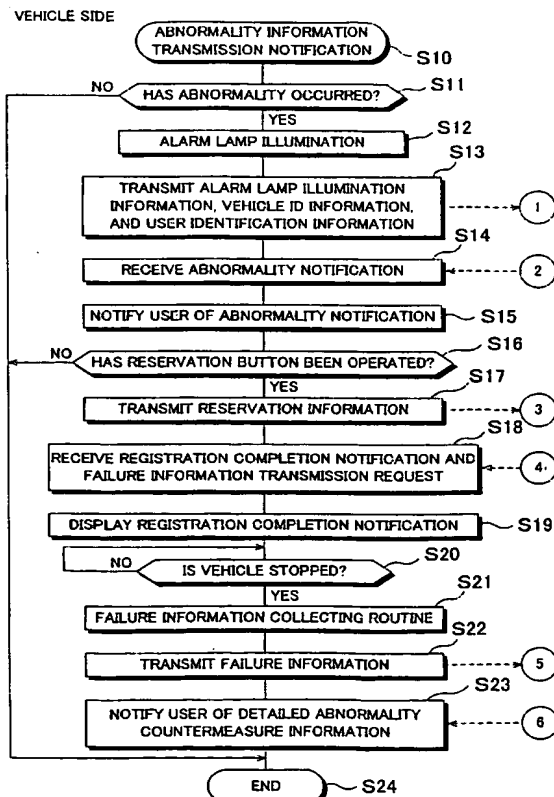 VEHICLE SIDE
ABNORMALITY INFORMATION
TRANSMISSION NOTIFICATION
S10
S11
NO
HAS ABNORMALITY OCCURRED?
YES
S12
ALARM LAMP ILLUMINATION
S13
TRANSMIT ALARM LAMP ILLUMINATION
INFORMATION, VEHICLE ID INFORMATION,
AND USER IDENTIFICATION INFORMATION
1
S14
RECEIVE ABNORMALITY NOTIFICATION
2
NOTIFY USER OF ABNORMALITY NOTIFICATION
S15
S16
NO
HAS RESERVATION BUTTON BEEN OPERATED?
YES
S17
TRANSMIT RESERVATION INFORMATION
3
S18
RECEIVE REGISTRATION COMPLETION NOTIFICATION AND
FAILURE INFORMATION TRANSMISSION REQUEST
4
DISPLAY REGISTRATION COMPLETION NOTIFICATION
S19
S20
NO
IS VEHICLE STOPPED?
YES
S21
FAILURE INFORMATION COLLECTING ROUTINE
S22
TRANSMIT FAILURE INFORMATION
5
S23
NOTIFY USER OF DETAILED ABNORMALITY
COUNTERMEASURE INFORMATION
6
END
S24